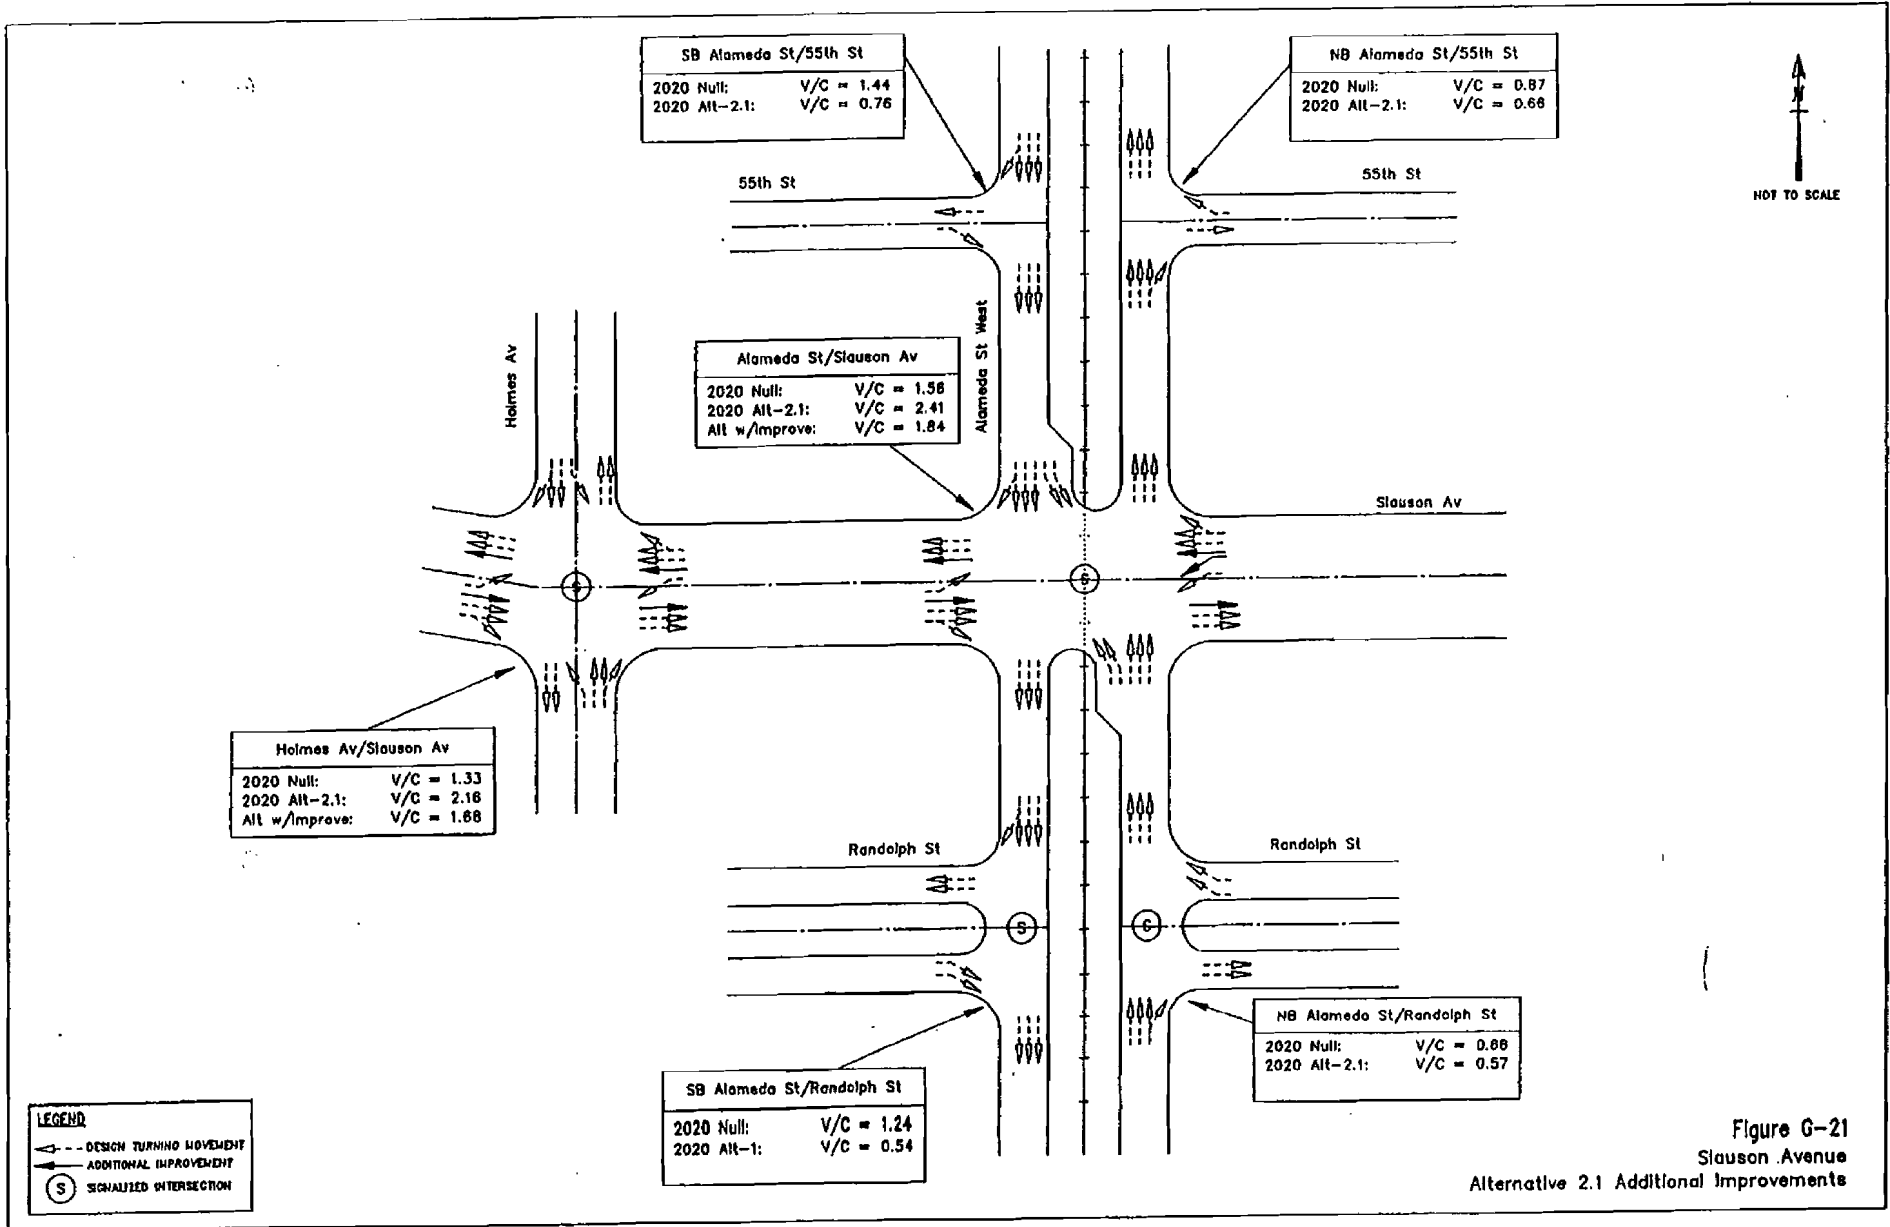 SB Alameda St/55th St
2020 Null: V/C = 1.44
2020 Alt-2.1: V/C = 0.76
NB Alameda St/55th St
2020 Null: V/C = 0.87
2020 Alt-2.1: V/C = 0.66
N
NOT TO SCALE
55th St
55th St
Holmes Av
Alameda St West
Alameda St/Slauson Av
2020 Null: V/C = 1.56
2020 Alt-2.1: V/C = 2.41
Alt w/Improve: V/C = 1.84
Slauson Av
S
S
Holmes Av/Slauson Av
2020 Null: V/C = 1.33
2020 Alt-2.1: V/C = 2.16
Alt w/Improve: V/C = 1.68
Randolph St
Randolph St
S
S
NB Alameda St/Randolph St
2020 Null: V/C = 0.66
2020 Alt-2.1: V/C = 0.57
SB Alameda St/Randolph St
2020 Null: V/C = 1.24
2020 Alt-1: V/C = 0.54
LEGEND
DESIGN TURNING MOVEMENT
ADDITIONAL IMPROVEMENT
S SIGNALIZED INTERSECTION
Figure G-21
Slauson Avenue
Alternative 2.1 Additional Improvements